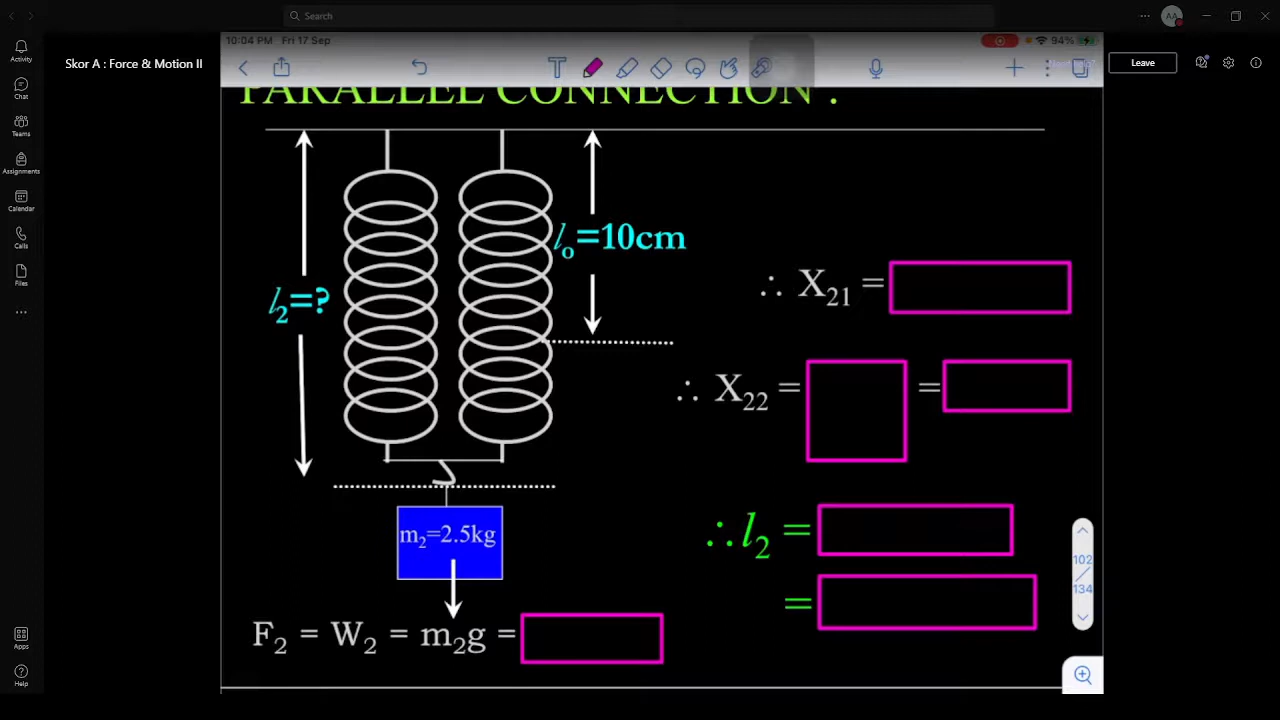 Search
AA
10:04 PM Fri 17 Sep
94%
Activity
Skor A : Force & Motion II
Leave
Chat
Teams
Assignments
Calendar
Calls
Files
Apps
Help
T
PARALLEL CONNECTION :
l₀=10cm
l₂=?
∴ X₂₁ =
∴ X₂₂ = =
m₂=2.5kg
∴ l₂ =
=
F₂ = W₂ = m₂g =
102
134